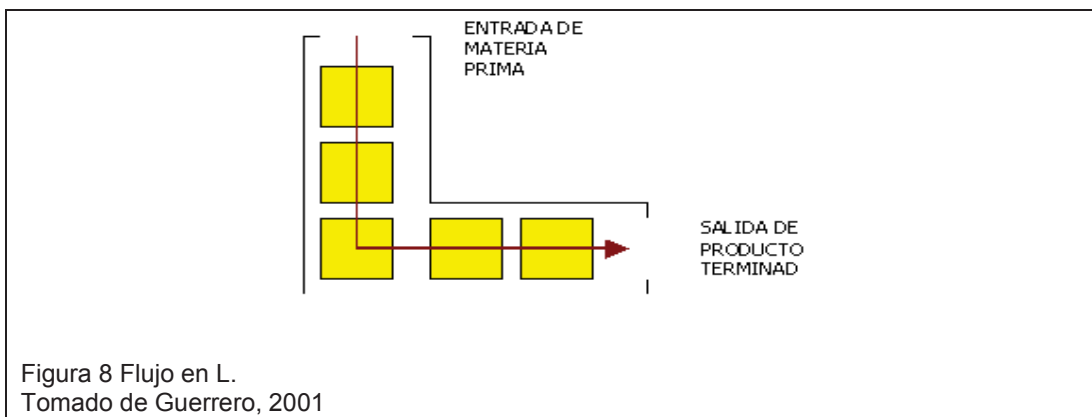 ENTRADA DE
MATERIA
PRIMA
SALIDA DE
PRODUCTO
TERMINAD
Figura 8 Flujo en L.
Tomado de Guerrero, 2001